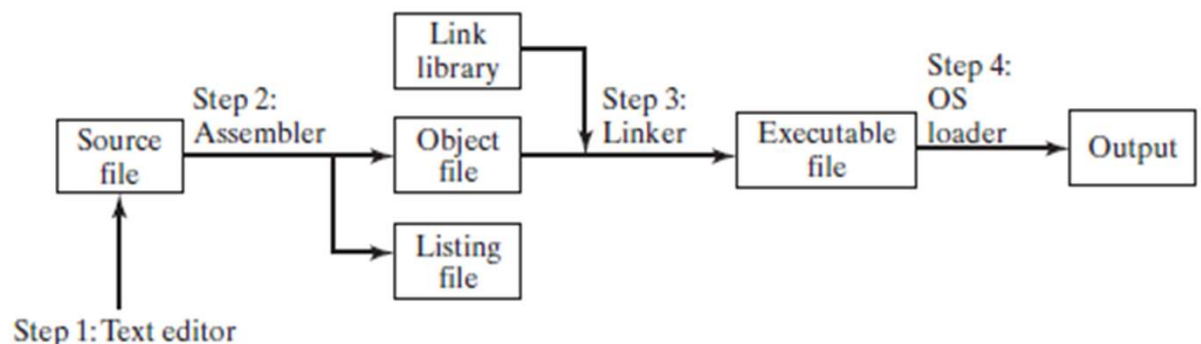 Link
library
Step 2:
Assembler
Source
file
Object
file
Listing
file
Step 3:
Linker
Executable
file
Step 4:
OS
loader
Output
Step 1: Text editor